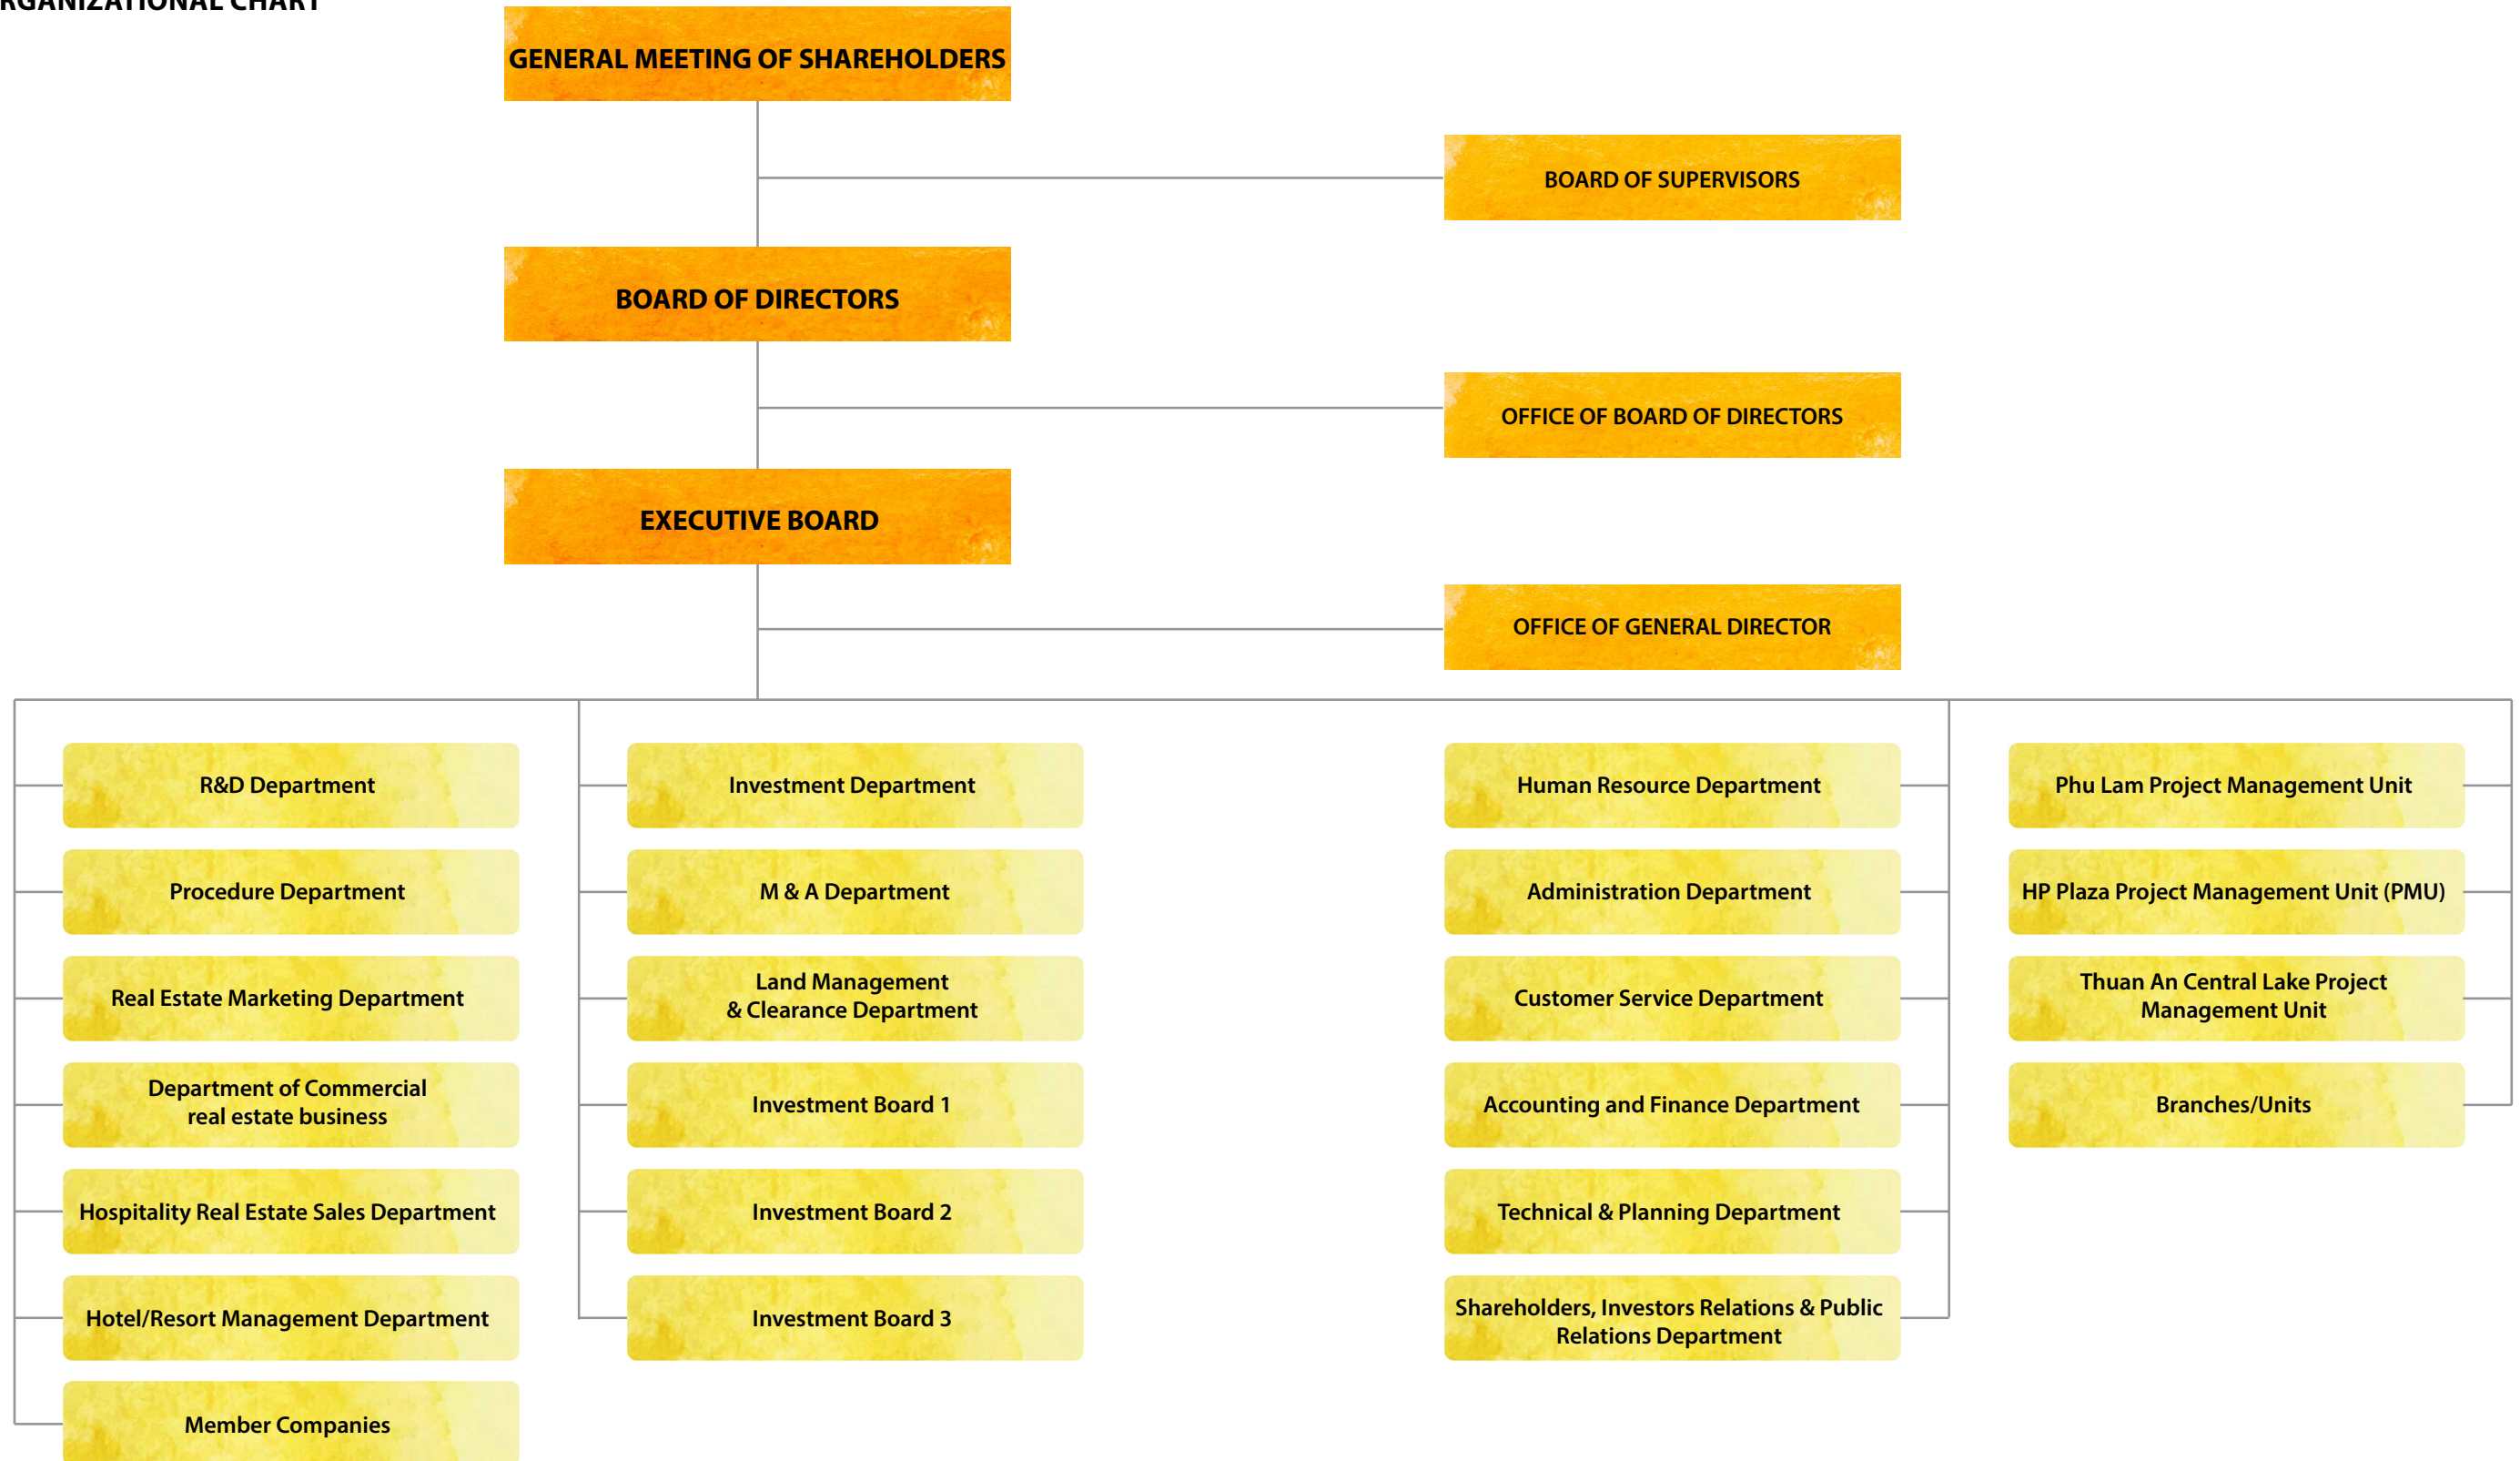 RGANIZATIONAL CHART
GENERAL MEETING OF SHAREHOLDERS
BOARD OF SUPERVISORS
BOARD OF DIRECTORS
OFFICE OF BOARD OF DIRECTORS
EXECUTIVE BOARD
OFFICE OF GENERAL DIRECTOR
R&D Department
Procedure Department
Real Estate Marketing Department
Department of Commercial
real estate business
Hospitality Real Estate Sales Department
Hotel/Resort Management Department
Member Companies
Investment Department
M & A Department
Land Management
& Clearance Department
Investment Board 1
Investment Board 2
Investment Board 3
Human Resource Department
Administration Department
Customer Service Department
Accounting and Finance Department
Technical & Planning Department
Shareholders, Investors Relations & Public
Relations Department
Phu Lam Project Management Unit
HP Plaza Project Management Unit (PMU)
Thuan An Central Lake Project
Management Unit
Branches/Units